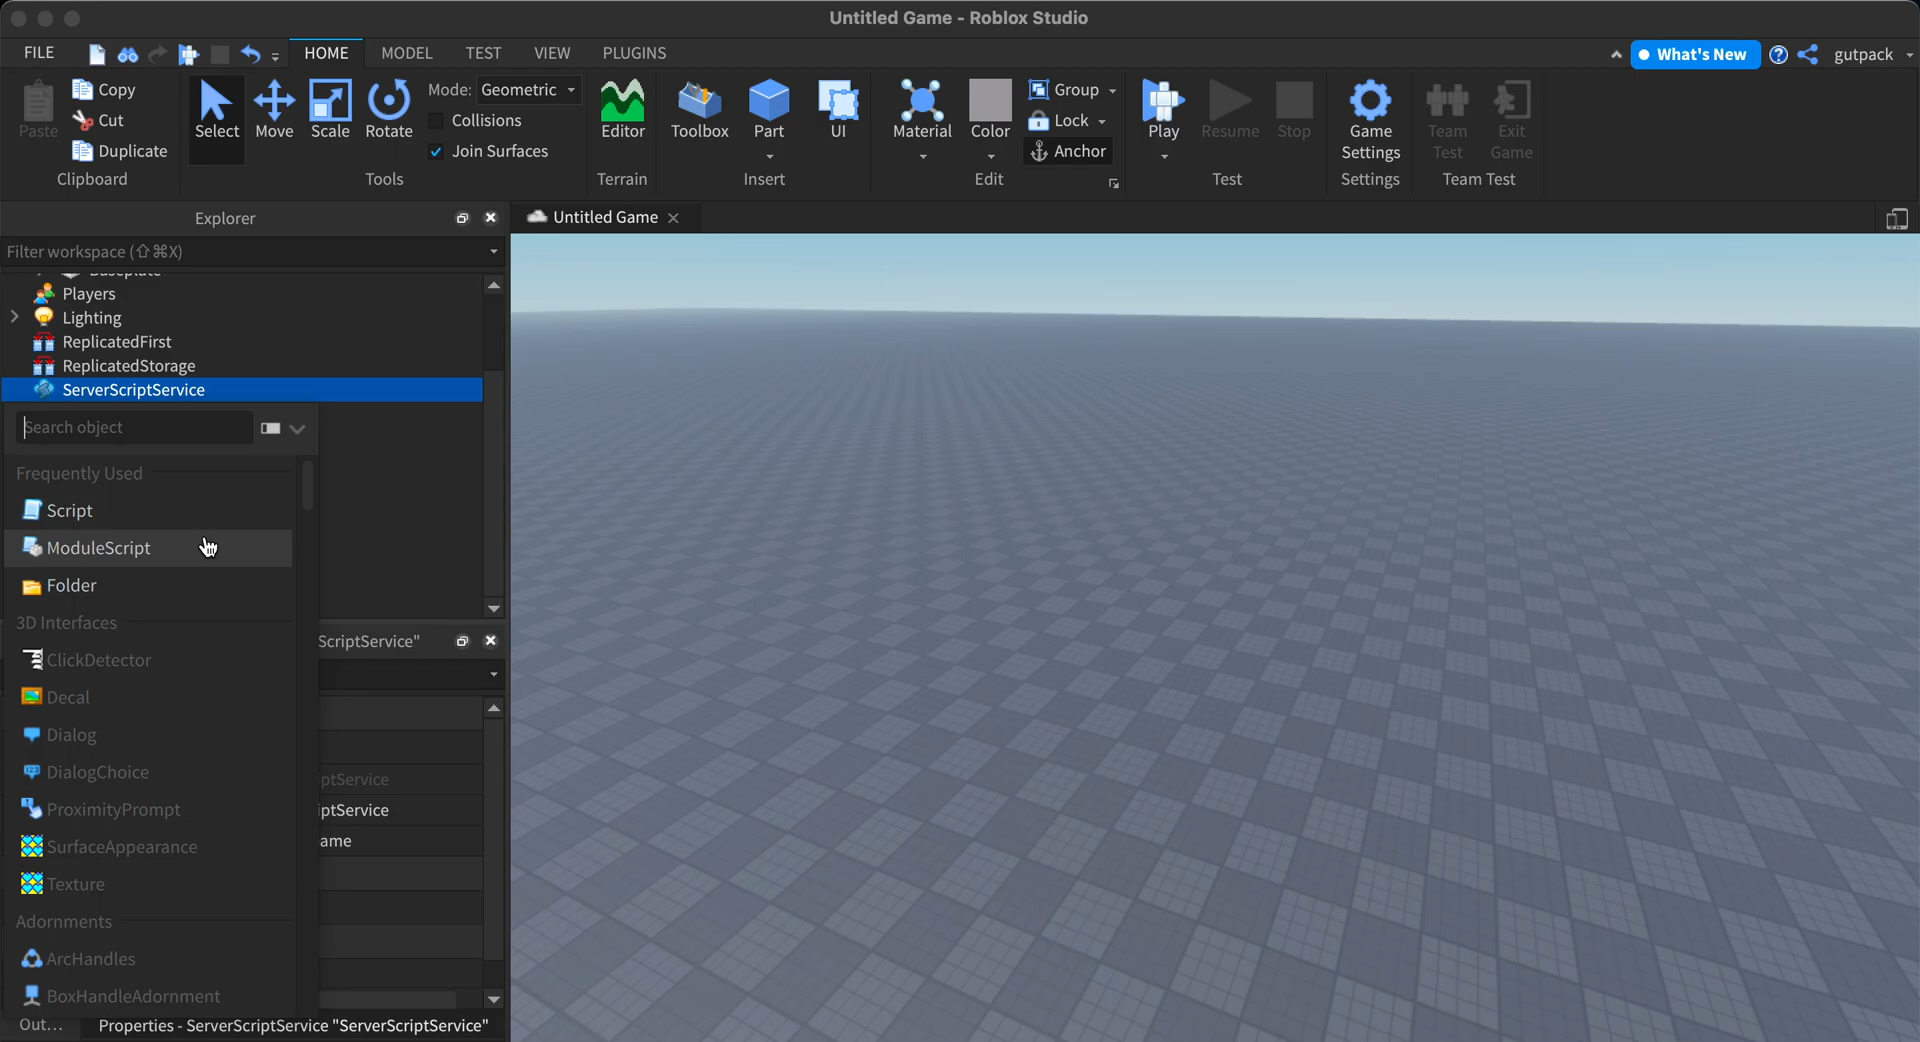 Untitled Game - Roblox Studio
FILE HOME MODEL TEST VIEW PLUGINS What's New gutpack
Paste Copy Cut Duplicate
Clipboard
Select Move Scale Rotate
Mode: Geometric
Collisions
Join Surfaces
Tools
Editor
Terrain
Toolbox Part UI
Insert
Material Color
Group
Lock
Anchor
Edit
Play Resume Stop
Test
Game
Settings
Settings
Team
Test
Exit
Game
Team Test
Explorer
Untitled Game
Filter workspace (⇧⌘X)
Baseplate
Players
Lighting
ReplicatedFirst
ReplicatedStorage
ServerScriptService
Search object
Frequently Used
Script
ModuleScript
Folder
3D Interfaces
ScriptService"
ClickDetector
Decal
Dialog
DialogChoice
ptService
ProximityPrompt
iptService
SurfaceAppearance
ame
Texture
Adornments
ArcHandles
BoxHandleAdornment
Out...
Properties - ServerScriptService "ServerScriptService"